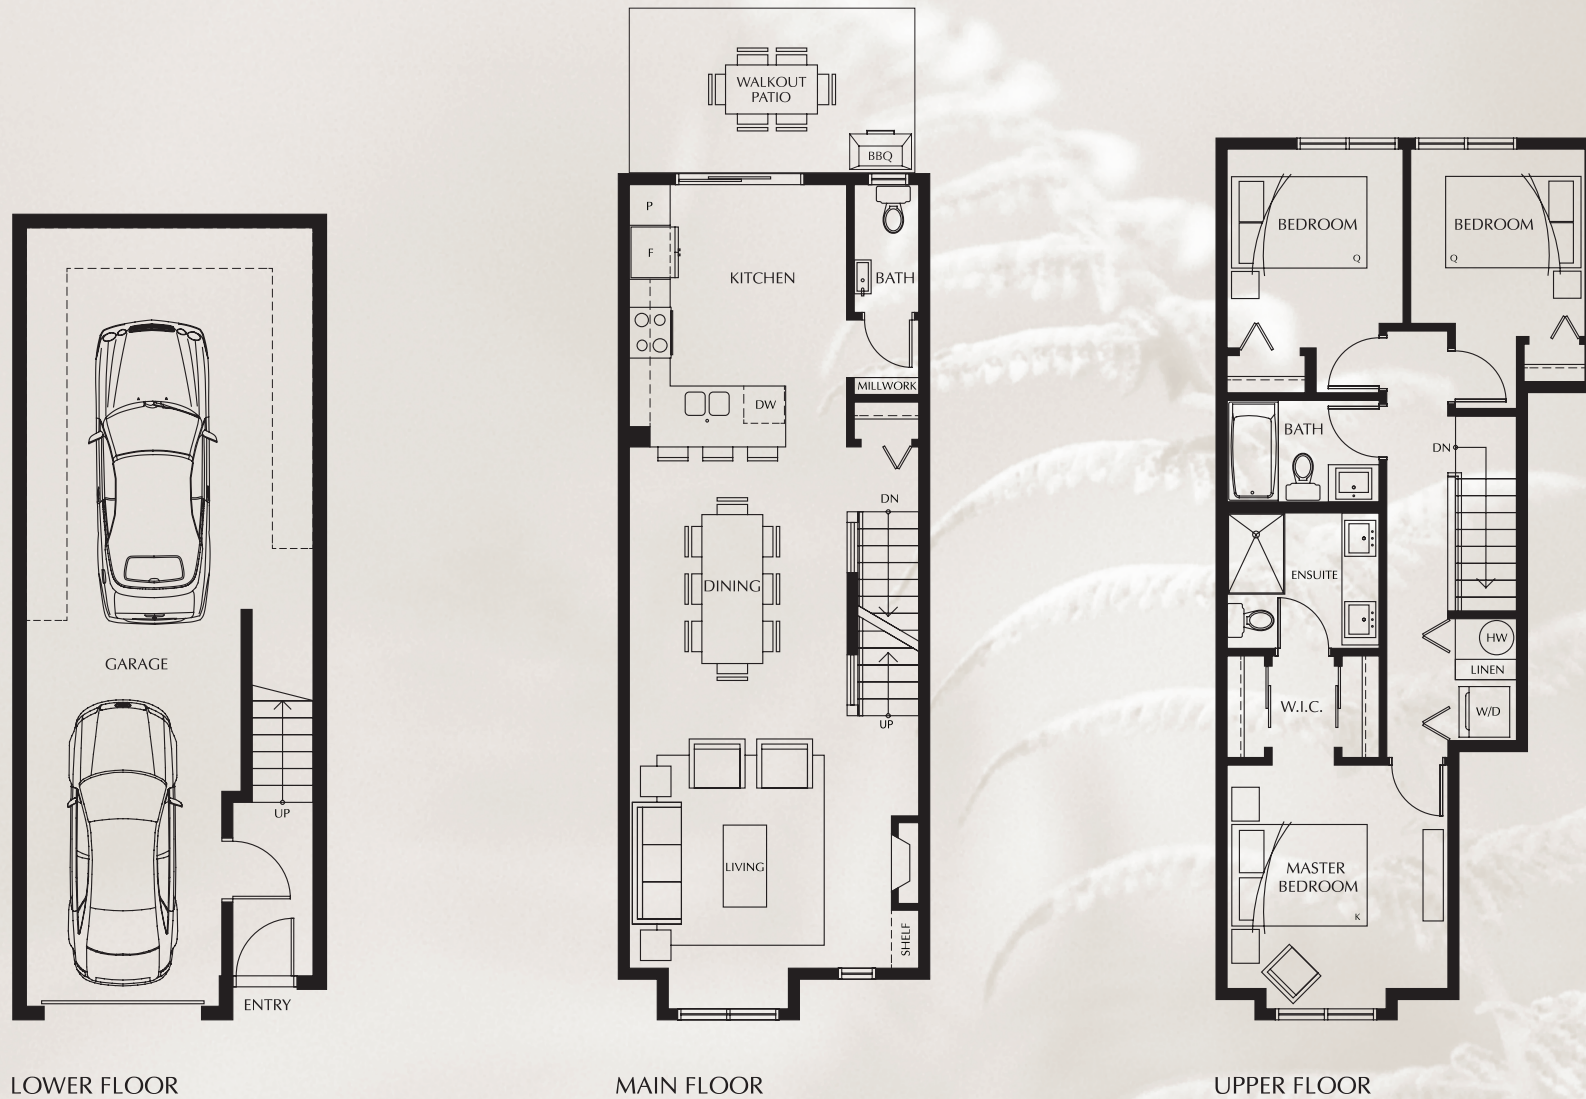 GARAGE
UP
ENTRY
LOWER FLOOR
WALKOUT
PATIO
BBQ
P
F
KITCHEN
BATH
MILLWORK
DW
DN
DINING
UP
LIVING
SHELF
MAIN FLOOR
BEDROOM
Q
BEDROOM
Q
BATH
DN
ENSUITE
HW
LINEN
W/D
W.I.C.
MASTER
BEDROOM
K
UPPER FLOOR